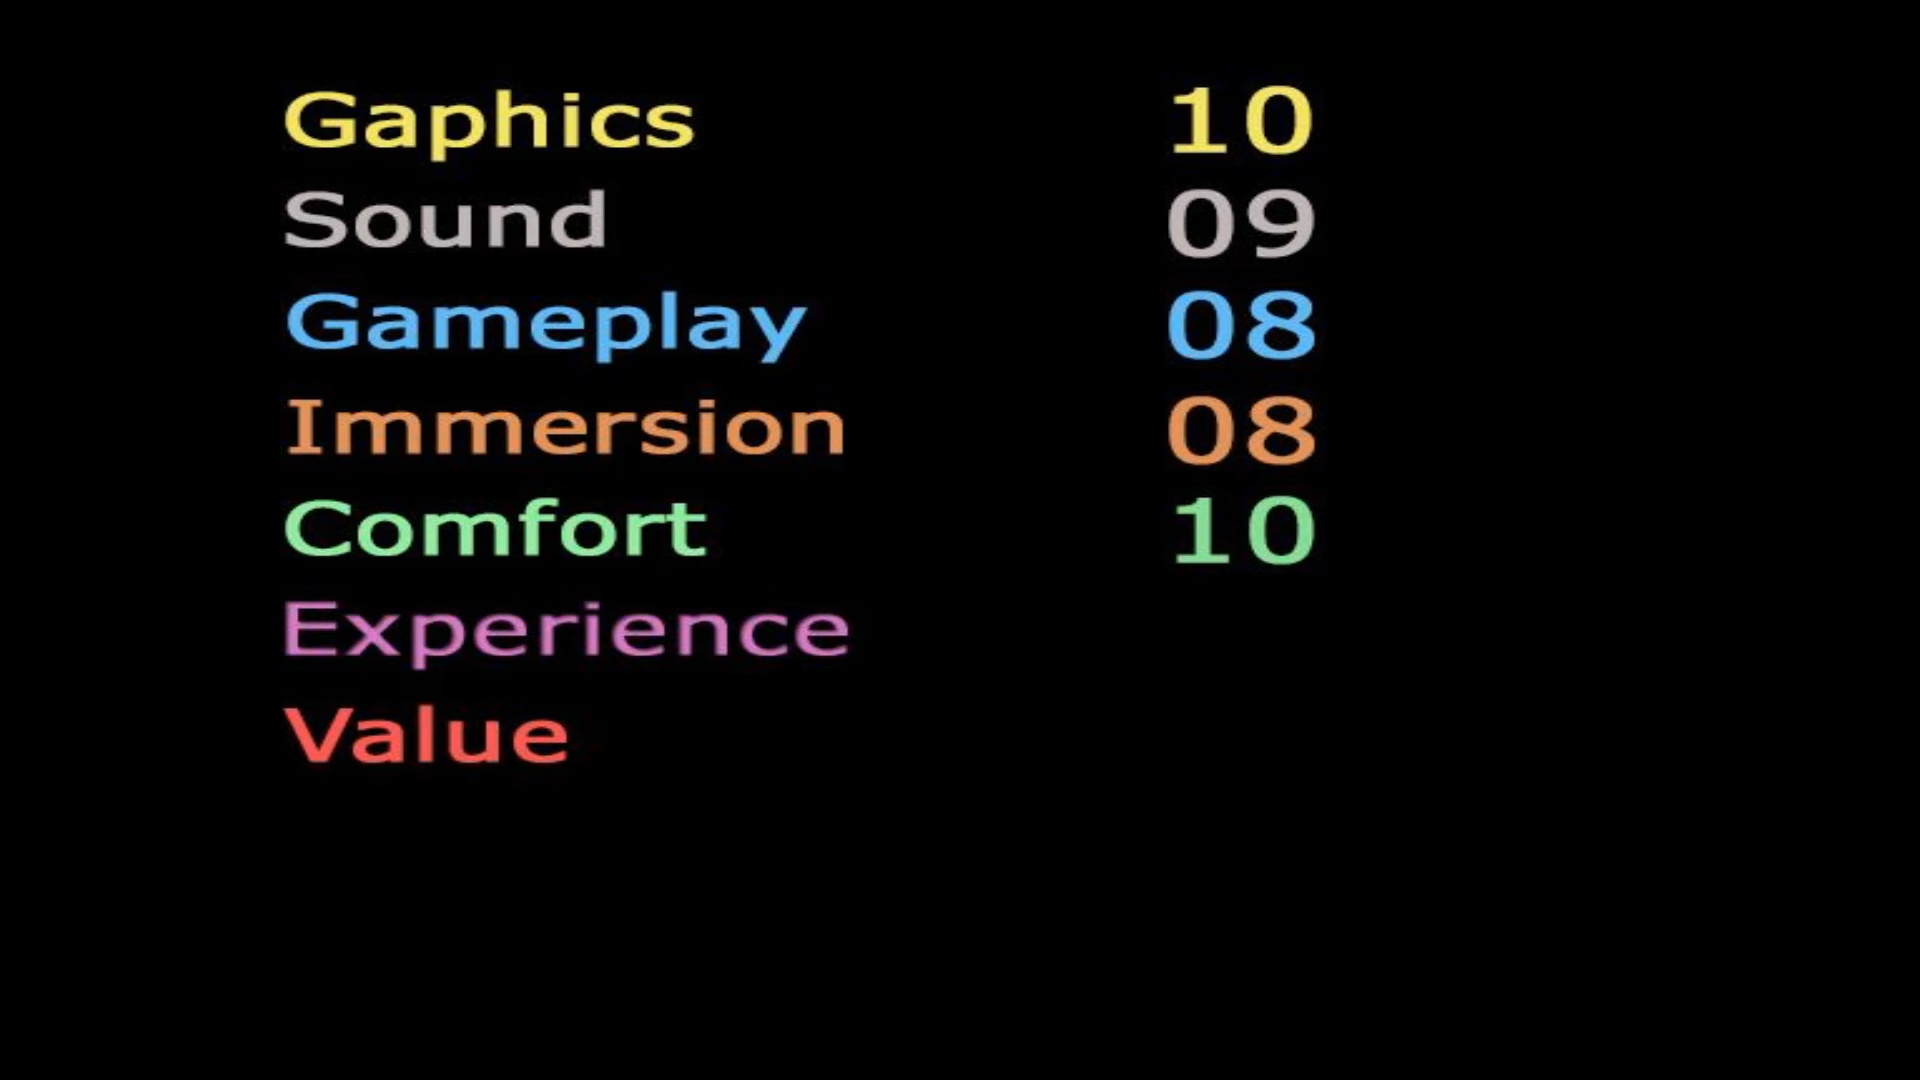 Gaphics 10
Sound 09
Gameplay 08
Immersion 08
Comfort 10
Experience
Value